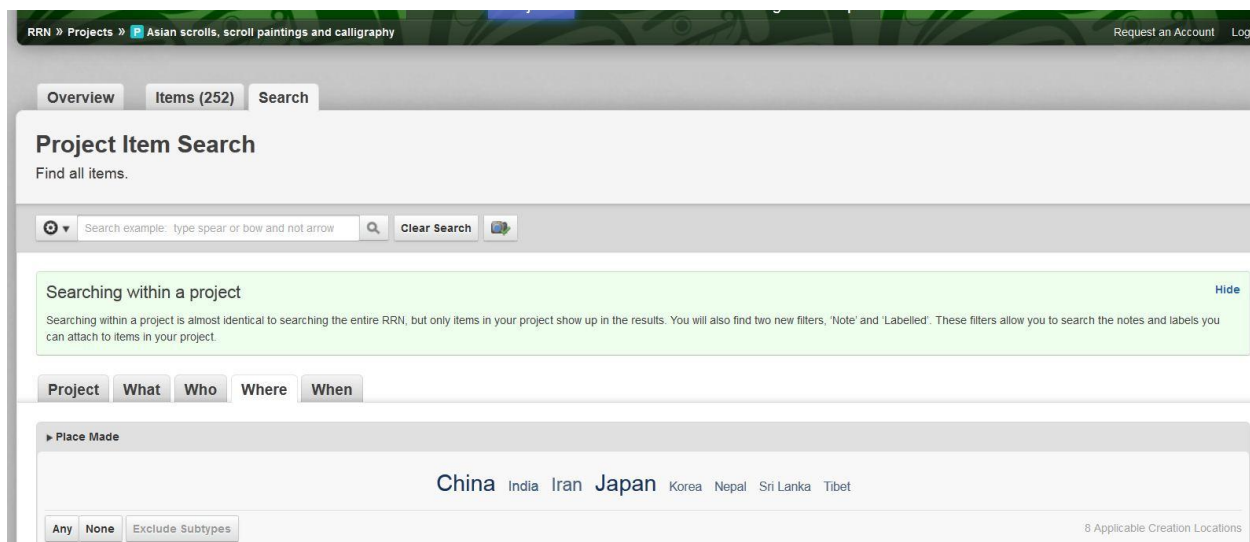 RRN » Projects » P Asian scrolls, scroll paintings and calligraphy Request an Account Log
Overview Items (252) Search
Project Item Search
Find all items.
Search example: type spear or bow and not arrow Clear Search
Searching within a project Hide
Searching within a project is almost identical to searching the entire RRN, but only items in your project show up in the results. You will also find two new filters, 'Note' and 'Labelled'. These filters allow you to search the notes and labels you
can attach to items in your project.
Project What Who Where When
▸ Place Made
China India Iran Japan Korea Nepal Sri Lanka Tibet
Any None Exclude Subtypes 8 Applicable Creation Locations